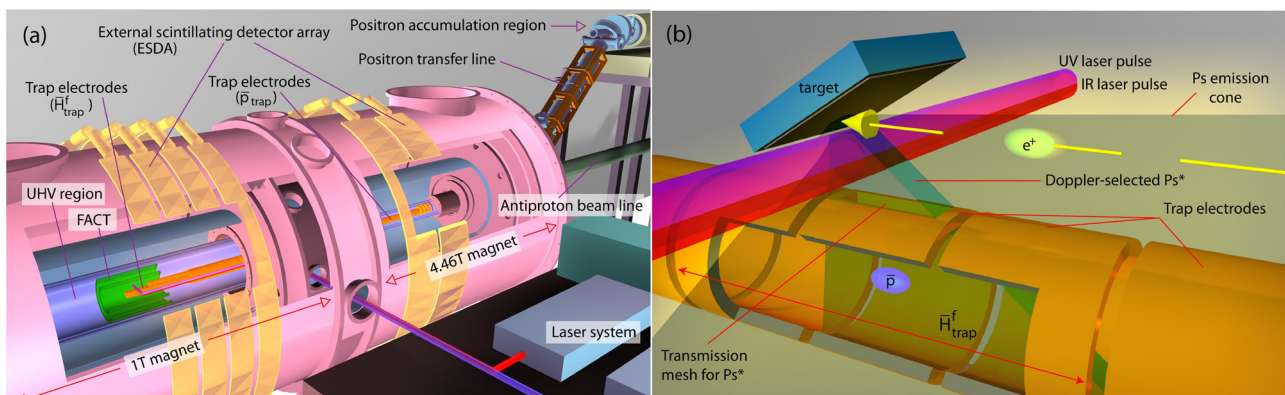 (a)
External scintillating detector array
(ESDA)
Positron accumulation region
Positron transfer line
Trap electrodes
(H̅ᶠtrap)
Trap electrodes
(p̅trap)
UHV region
FACT
Antiproton beam line
4.46T magnet
Laser system
1T magnet
(b)
UV laser pulse
IR laser pulse
target
Ps emission
cone
e⁺
Doppler-selected Ps*
Trap electrodes
p̅
H̅ᶠtrap
Transmission
mesh for Ps*